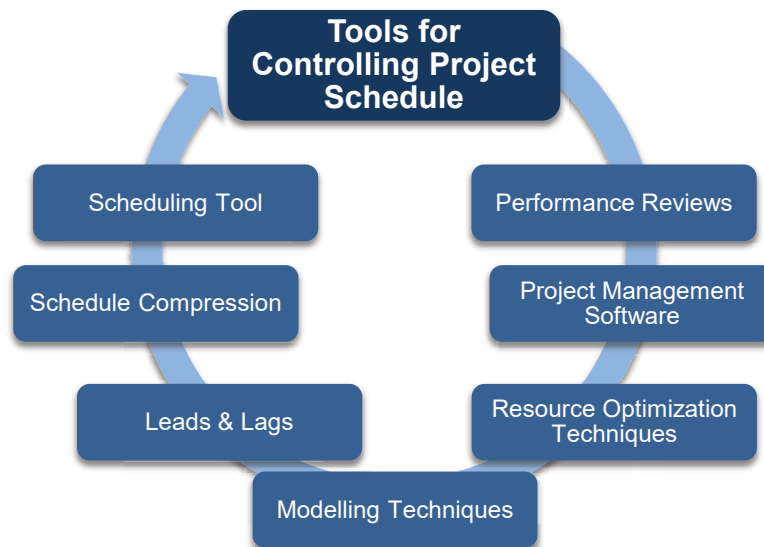 Tools for
Controlling Project
Schedule
Performance Reviews
Project Management
Software
Resource Optimization
Techniques
Modelling Techniques
Leads & Lags
Schedule Compression
Scheduling Tool